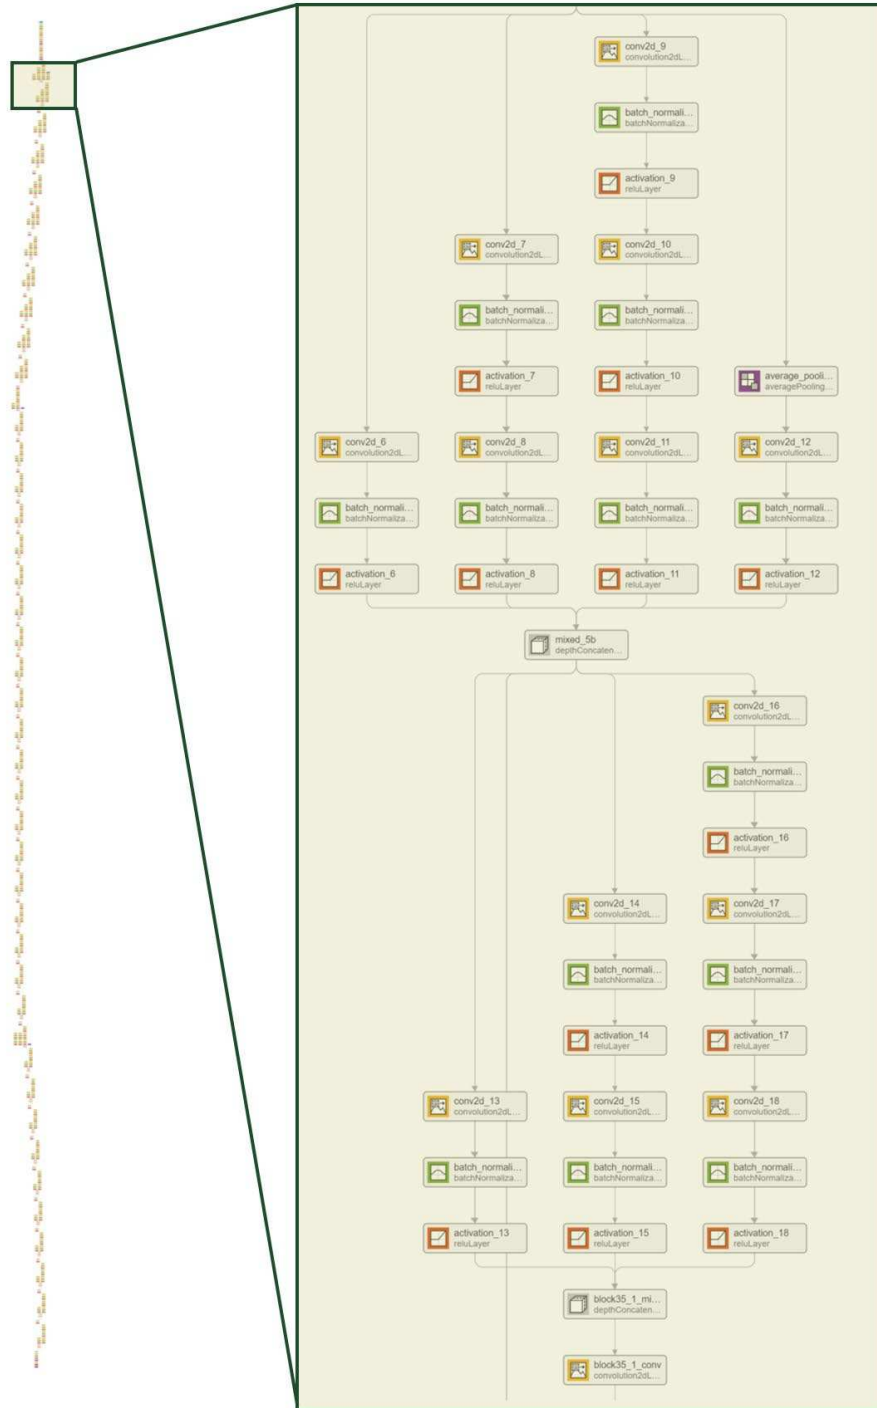 conv2d_9
convolution2dL...
batch_normali...
batchNormaliza...
activation_9
reluLayer
conv2d_7
convolution2dL...
conv2d_10
convolution2dL...
batch_normali...
batchNormaliza...
batch_normali...
batchNormaliza...
activation_7
reluLayer
activation_10
reluLayer
average_pooli...
averagePooling...
conv2d_6
convolution2dL...
conv2d_8
convolution2dL...
conv2d_11
convolution2dL...
conv2d_12
convolution2dL...
batch_normali...
batchNormaliza...
batch_normali...
batchNormaliza...
batch_normali...
batchNormaliza...
batch_normali...
batchNormaliza...
activation_6
reluLayer
activation_8
reluLayer
activation_11
reluLayer
activation_12
reluLayer
mixed_5b
depthConcaten...
conv2d_16
convolution2dL...
batch_normali...
batchNormaliza...
activation_16
reluLayer
conv2d_14
convolution2dL...
conv2d_17
convolution2dL...
batch_normali...
batchNormaliza...
batch_normali...
batchNormaliza...
activation_14
reluLayer
activation_17
reluLayer
conv2d_13
convolution2dL...
conv2d_15
convolution2dL...
conv2d_18
convolution2dL...
batch_normali...
batchNormaliza...
batch_normali...
batchNormaliza...
batch_normali...
batchNormaliza...
activation_13
reluLayer
activation_15
reluLayer
activation_18
reluLayer
block35_1_mi...
depthConcaten...
block35_1_conv
convolution2dL...